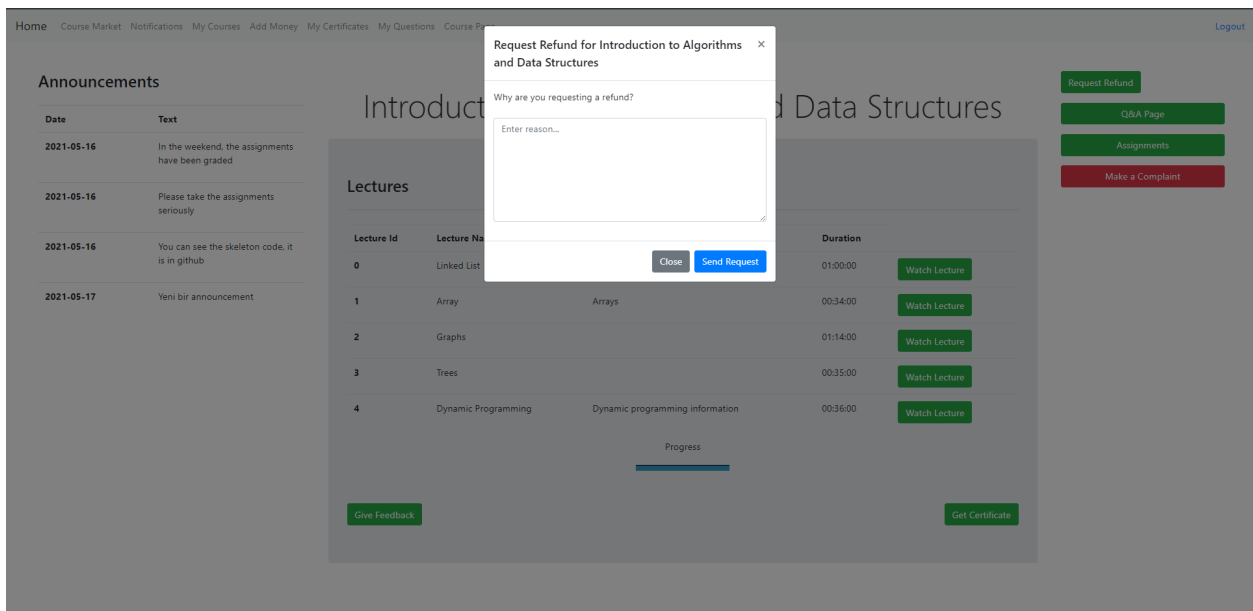 Home Course Market Notifications My Courses Add Money My Certificates My Questions Course Logout
Request Refund for Introduction to Algorithms ×
and Data Structures
Why are you requesting a refund?
Enter reason...
Close Send Request
Announcements
Date Text
2021-05-16 In the weekend, the assignments
have been graded
2021-05-16 Please take the assignments
seriously
2021-05-16 You can see the skeleton code, it
is in github
2021-05-17 Yeni bir announcement
Data Structures
Lectures
Lecture Id Lecture Duration
0 Linked List 01:00:00 Watch Lecture
1 Array Arrays 00:34:00 Watch Lecture
2 Graphs 01:14:00 Watch Lecture
3 Trees 00:35:00 Watch Lecture
4 Dynamic Programming Dynamic programming information 00:36:00 Watch Lecture
Progress
Give Feedback Get Certificate
Request Refund
Q&A Page
Assignments
Make a Complaint